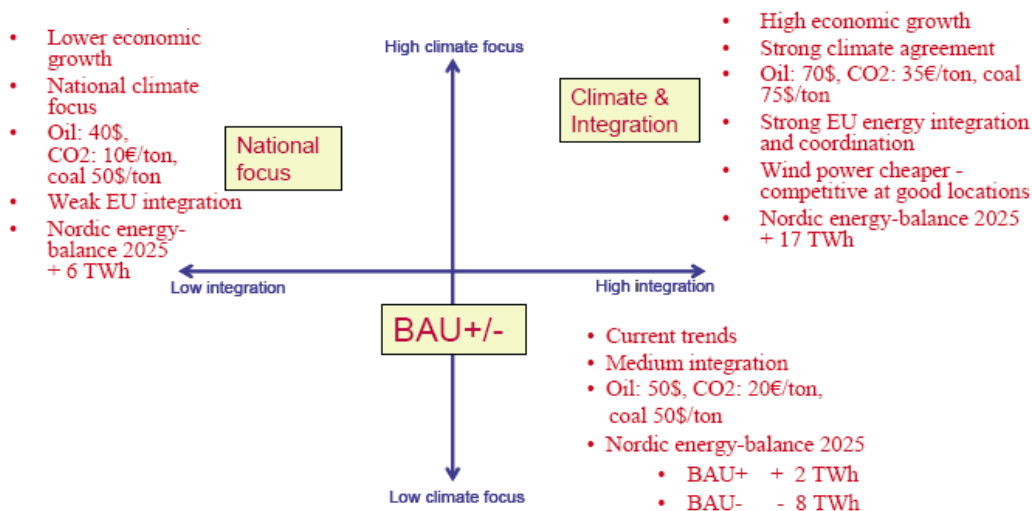 • Lower economic
growth
• National climate
focus
• Oil: 40$,
CO2: 10€/ton,
coal 50$/ton
• Weak EU integration
• Nordic energy-
balance 2025
+ 6 TWh
High climate focus
National
focus
Climate &
Integration
• High economic growth
• Strong climate agreement
• Oil: 70$, CO2: 35€/ton, coal
75$/ton
• Strong EU energy integration
and coordination
• Wind power cheaper -
competitive at good locations
• Nordic energy-balance 2025
+ 17 TWh
Low integration
High integration
BAU+/-
• Current trends
• Medium integration
• Oil: 50$, CO2: 20€/ton,
coal 50$/ton
• Nordic energy-balance 2025
• BAU+ + 2 TWh
• BAU- - 8 TWh
Low climate focus